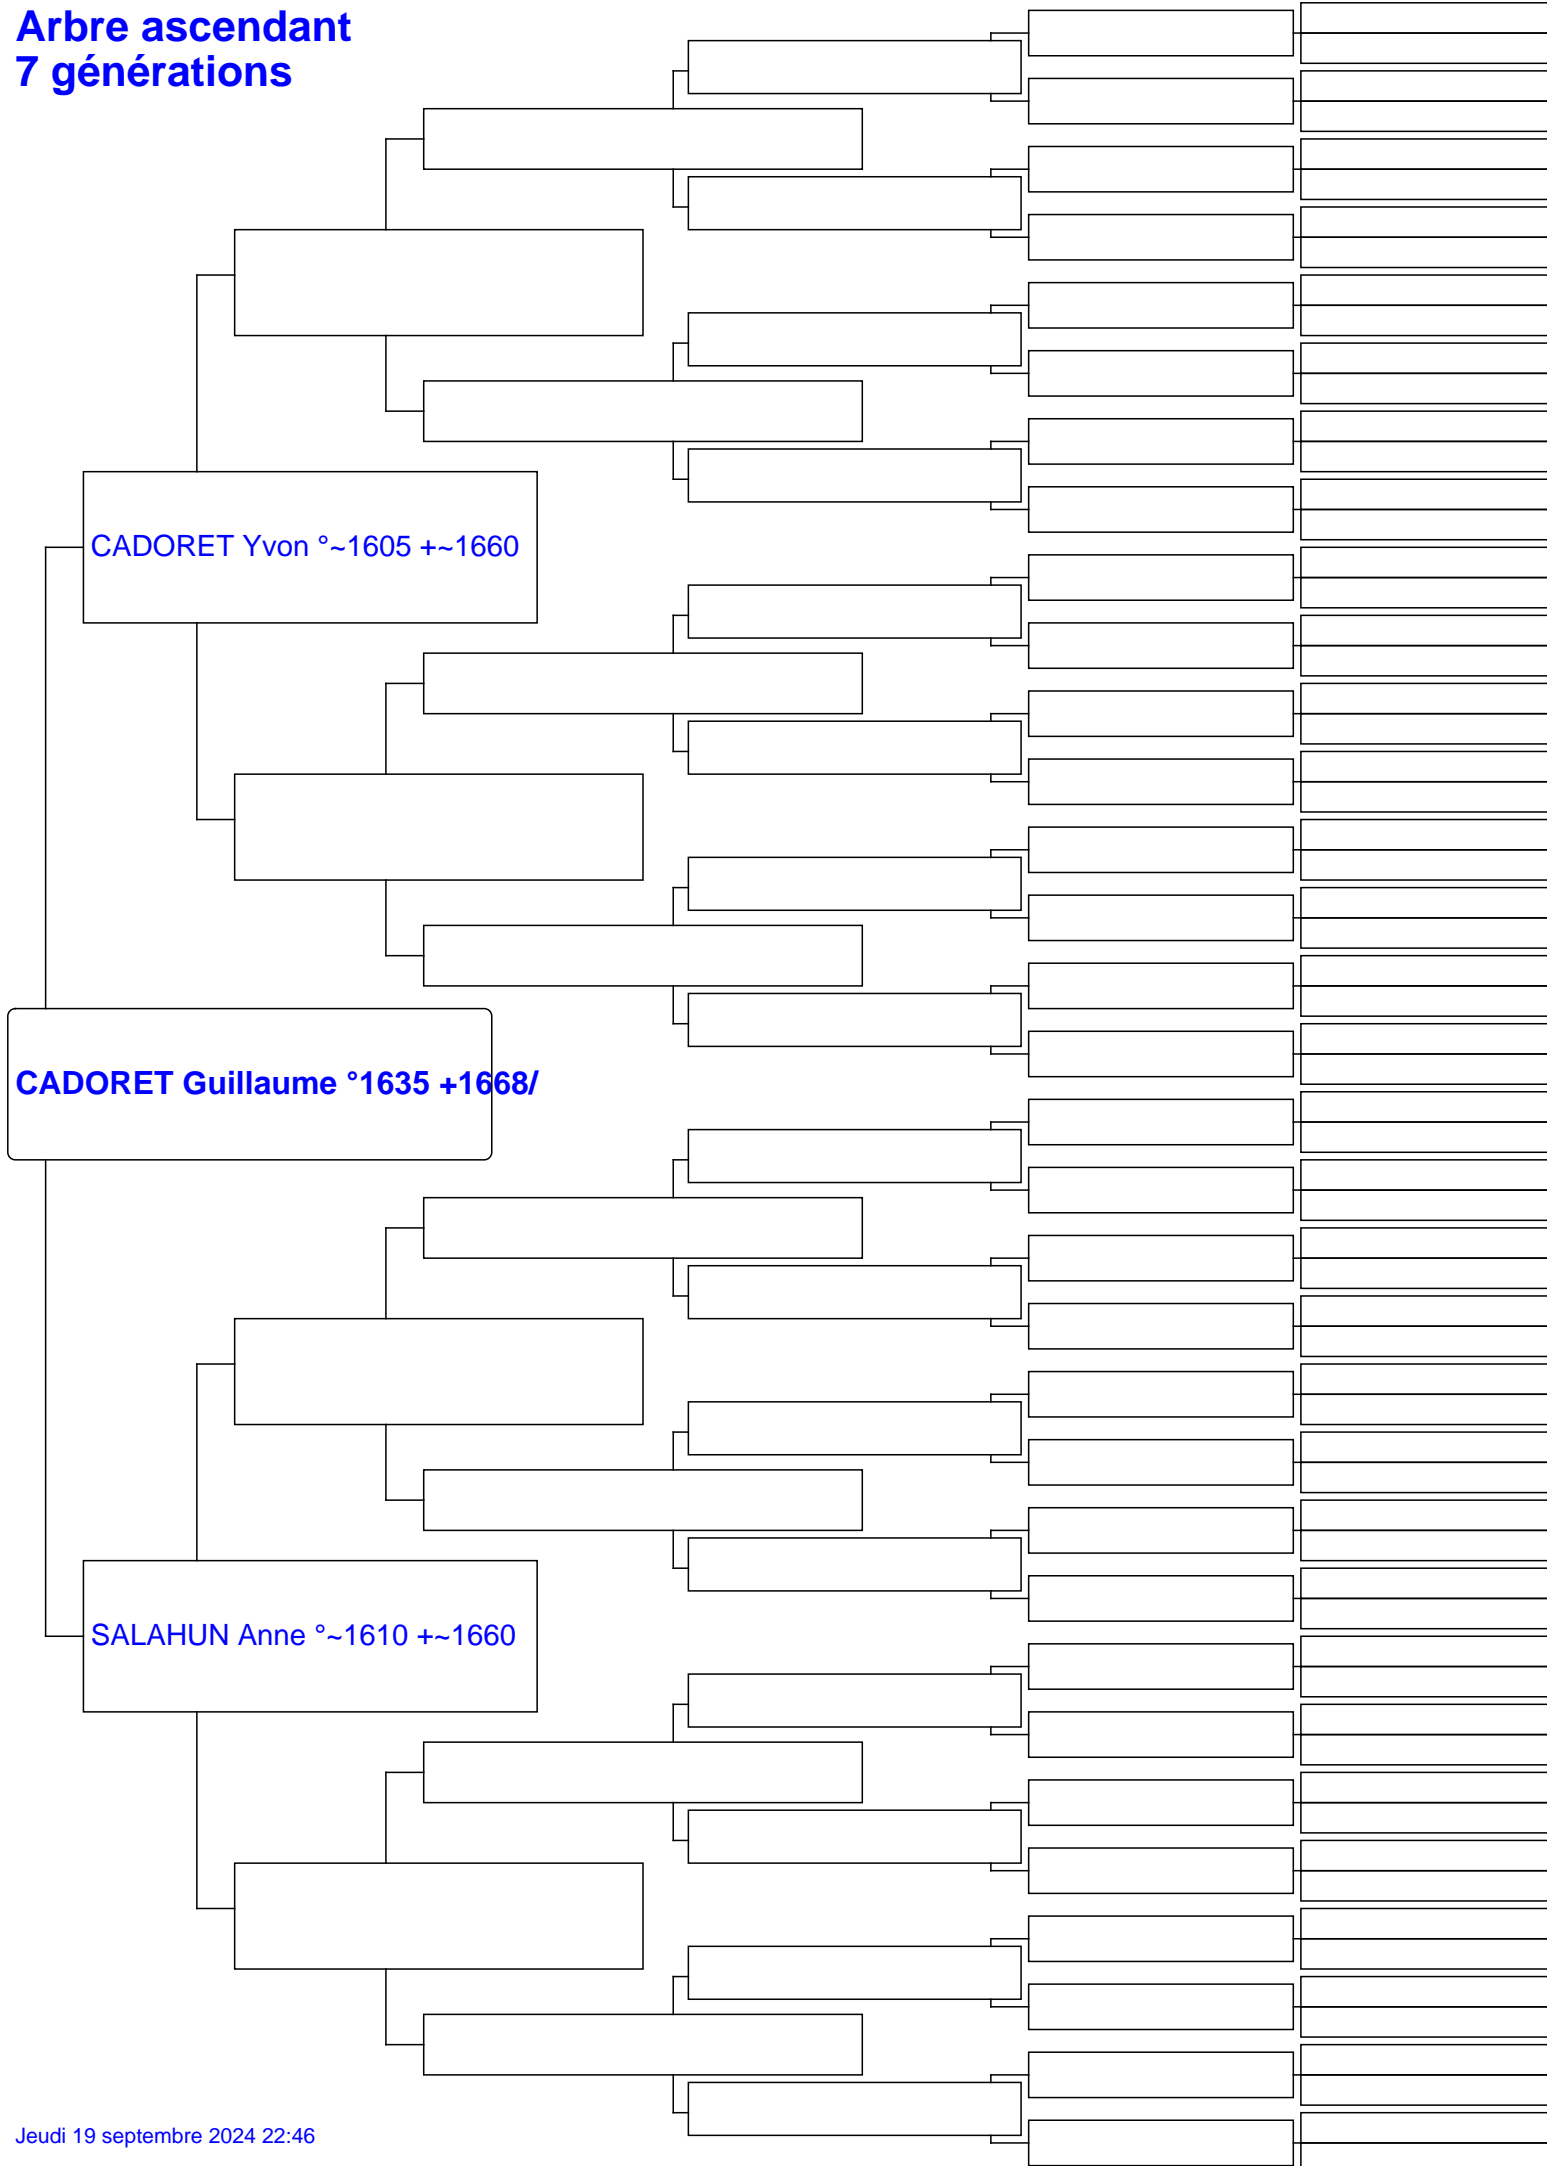 Arbre ascendant
7 générations
CADORET Yvon °~1605 +~1660
CADORET Guillaume °1635 +1668/
SALAHUN Anne °~1610 +~1660
Jeudi 19 septembre 2024 22:46